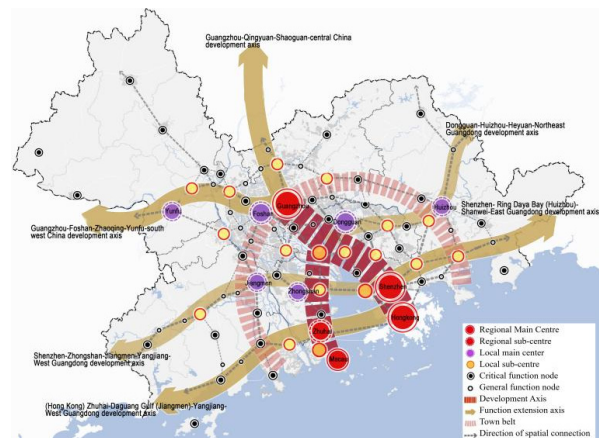 Guangzhou-Qingyuan-Shaoguan-central China
development axis
Dongguan-Huizhou-Heyuan-Northeast
Guangdong development axis
Guangzhou
Yunfu
Foshan
Dongguan
Huizhou
Shenzhen- Ring Daya Bay (Huizhou)-
Shanwei-East Guangdong development axis
Guangzhou-Foshan-Zhaoqing-Yunfu-south
west China development axis
Jiangmen
Zhongshan
Shenzhen
Hongkong
Zhuhai
Macau
Shenzhen-Zhongshan-Jiangmen-Yangjiang-
West Guangdong development axis
(Hong Kong) Zhuhai-Daguang Gulf (Jiangmen)-Yangjiang-
West Guangdong development axis
Regional Main Centre
Regional sub-centre
Local main center
Local sub-centre
Critical function node
General function node
Development Axis
Function extension axis
Town belt
Direction of spatial connection